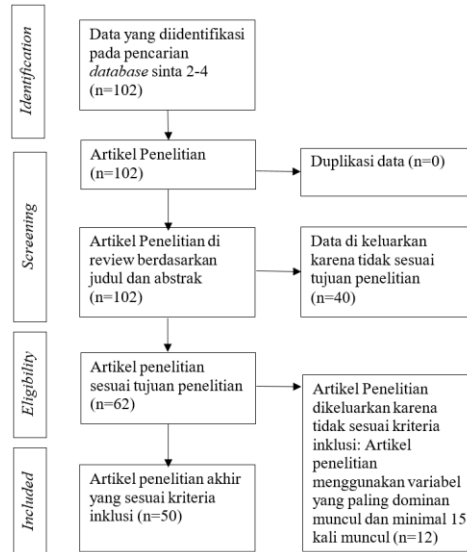 Identification
Data yang diidentifikasi
pada pencarian
database sinta 2-4
(n=102)
Screening
Artikel Penelitian
(n=102)
Duplikasi data (n=0)
Artikel Penelitian di
review berdasarkan
judul dan abstrak
(n=102)
Data di keluarkan
karena tidak sesuai
tujuan penelitian
(n=40)
Eligibility
Artikel penelitian
sesuai tujuan penelitian
(n=62)
Artikel Penelitian
dikeluarkan karena
tidak sesuai kriteria
inklusi: Artikel
penelitian
menggunakan variabel
yang paling dominan
muncul dan minimal 15
kali muncul (n=12)
Included
Artikel penelitian akhir
yang sesuai kriteria
inklusi (n=50)